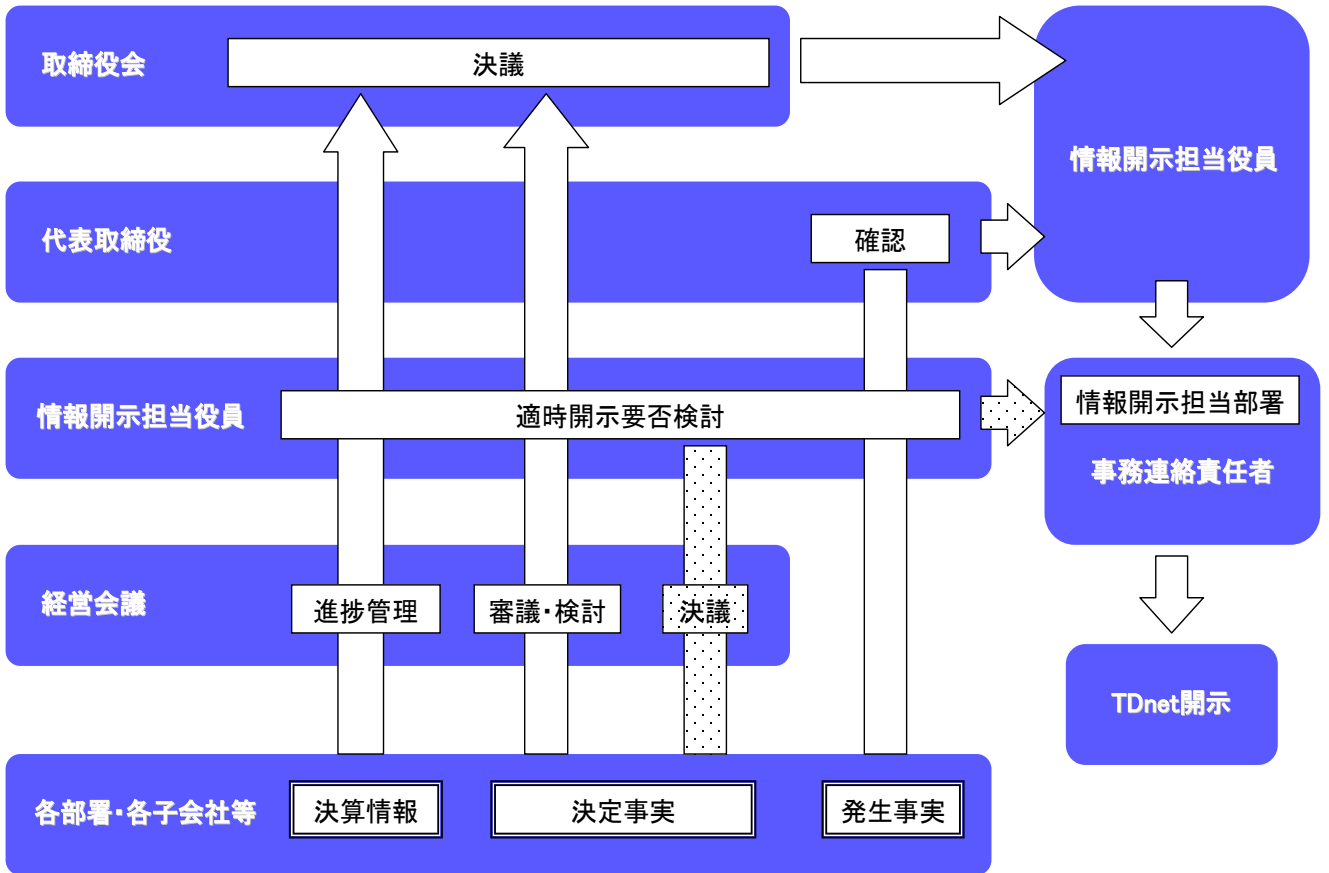 取締役会
決議
情報開示担当役員
代表取締役
確認
情報開示担当役員
適時開示要否検討
情報開示担当部署
事務連絡責任者
経営会議
進捗管理
審議・検討
決議
TDnet開示
各部署・各子会社等
決算情報
決定事実
発生事実